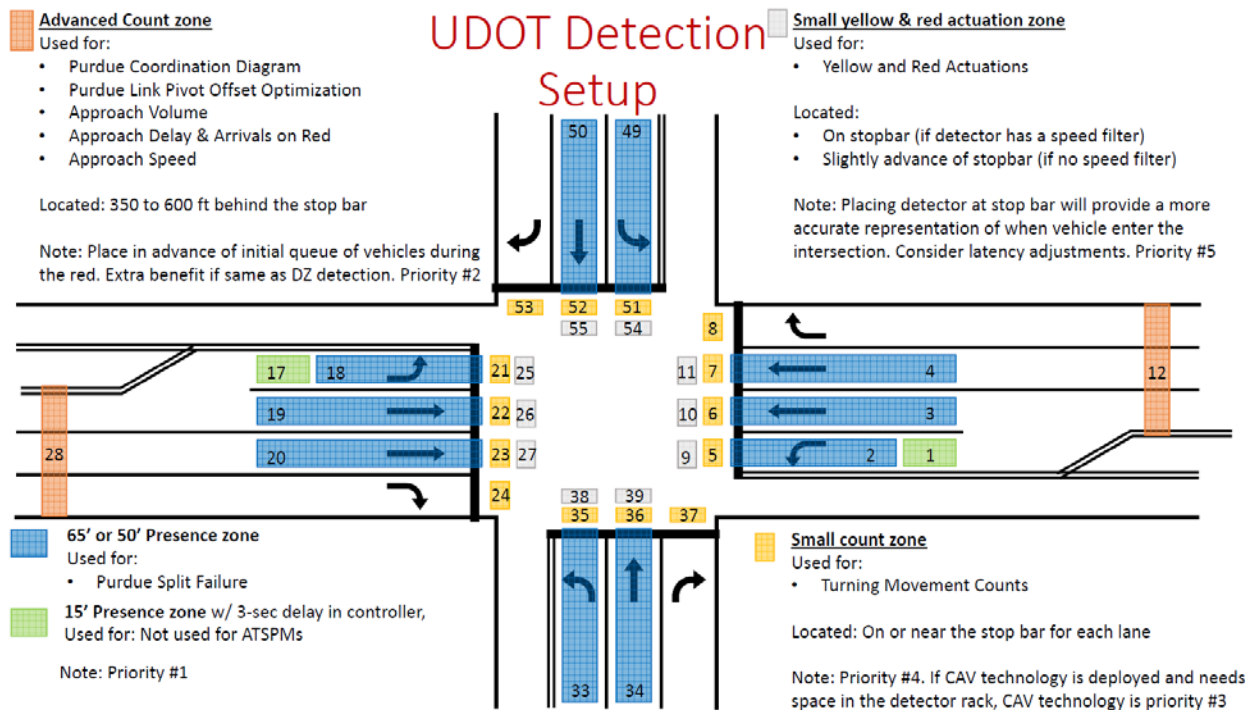 UDOT Detection
Setup
Advanced Count zone
Used for:
• Purdue Coordination Diagram
• Purdue Link Pivot Offset Optimization
• Approach Volume
• Approach Delay & Arrivals on Red
• Approach Speed
Located: 350 to 600 ft behind the stop bar
Note: Place in advance of initial queue of vehicles during
the red. Extra benefit if same as DZ detection. Priority #2
Small yellow & red actuation zone
Used for:
• Yellow and Red Actuations
Located:
• On stopbar (if detector has a speed filter)
• Slightly advance of stopbar (if no speed filter)
Note: Placing detector at stop bar will provide a more
accurate representation of when vehicle enter the
intersection. Consider latency adjustments. Priority #5
50 49
53 52 51
55 54
8
17 18 21 25 11 7 4 12
19 22 26 10 6 3
28 20 23 27 9 5 2 1
24
38 39
35 36 37
33 34
65' or 50' Presence zone
Used for:
• Purdue Split Failure
15' Presence zone w/ 3-sec delay in controller,
Used for: Not used for ATSPMs
Note: Priority #1
Small count zone
Used for:
• Turning Movement Counts
Located: On or near the stop bar for each lane
Note: Priority #4. If CAV technology is deployed and needs
space in the detector rack, CAV technology is priority #3